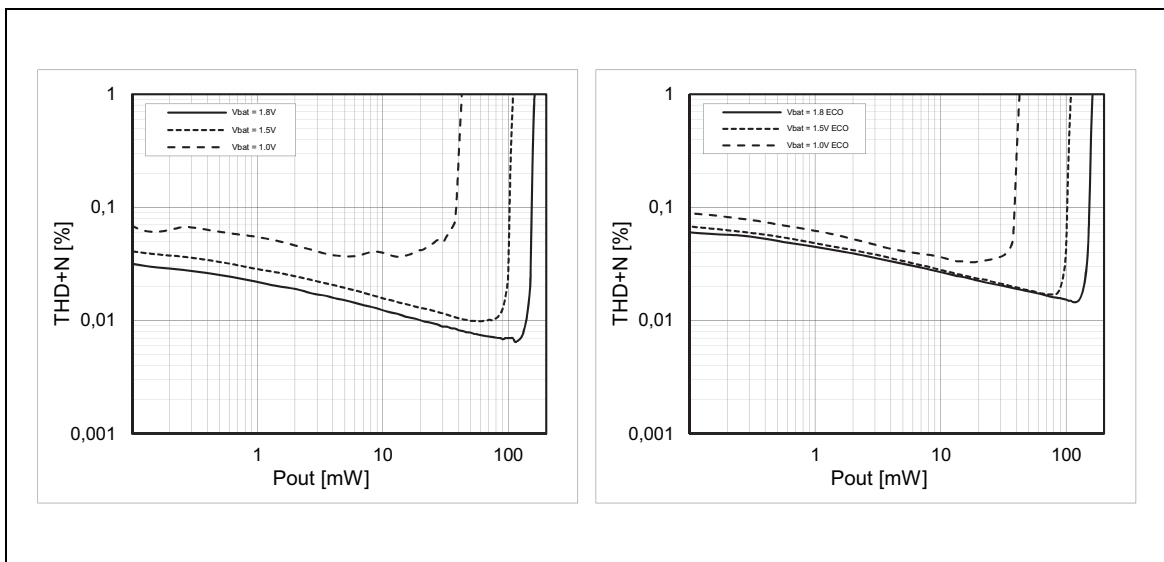 1
0,1
0,01
0,001
THD+N [%]
Vbat = 1.8V
Vbat = 1.5V
Vbat = 1.0V
1
10
100
Pout [mW]
1
0,1
0,01
0,001
THD+N [%]
Vbat = 1.8 ECO
Vbat = 1.5V ECO
Vbat = 1.0V ECO
1
10
100
Pout [mW]